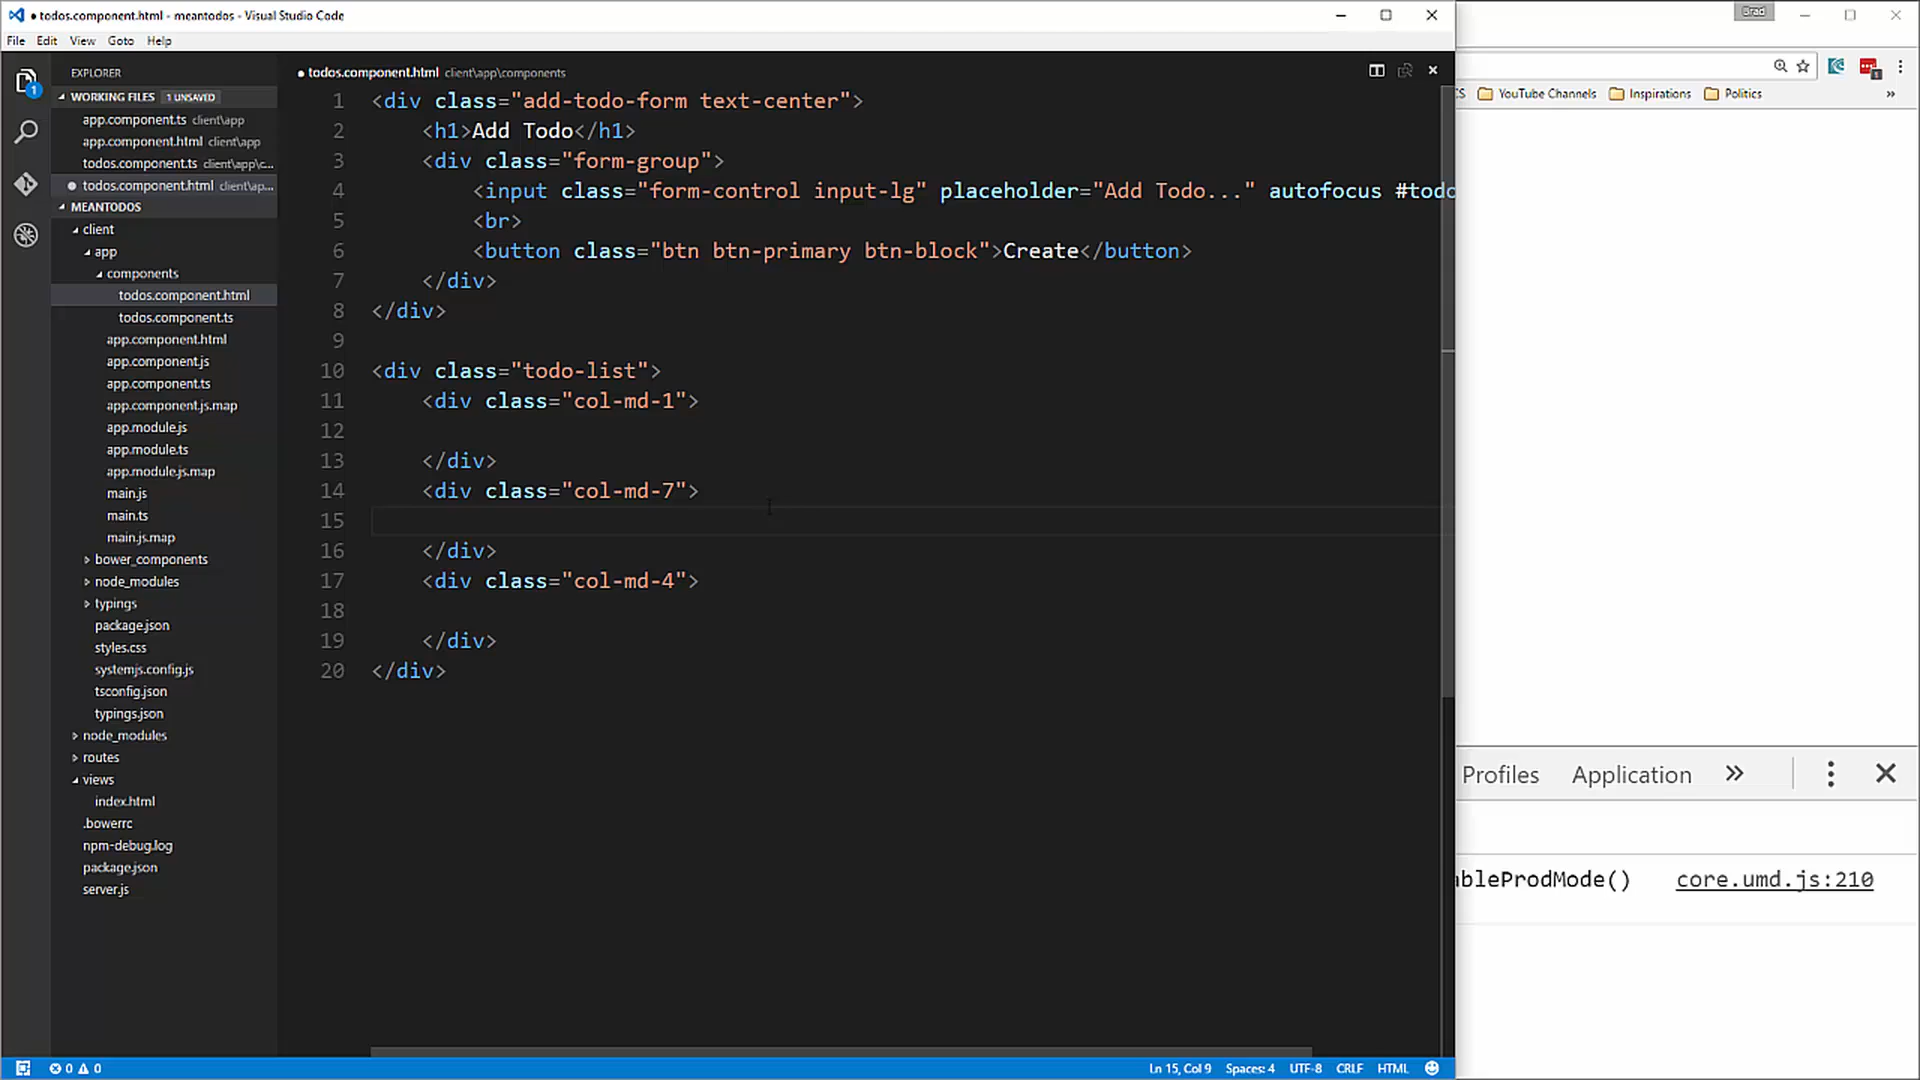 todos.component.html - meantodos - Visual Studio Code
Brad
File Edit View Goto Help
EXPLORER
WORKING FILES 1 UNSAVED
app.component.ts client\app
app.component.html client\app
todos.component.ts client\app\c...
todos.component.html client\ap...
MEANTODOS
client
app
components
todos.component.html
todos.component.ts
app.component.html
app.component.js
app.component.ts
app.component.js.map
app.module.js
app.module.ts
app.module.js.map
main.js
main.ts
main.js.map
bower_components
node_modules
typings
package.json
styles.css
systemjs.config.js
tsconfig.json
typings.json
node_modules
routes
views
index.html
.bowerrc
npm-debug.log
package.json
server.js
1
todos.component.html client\app\components
1 <div class="add-todo-form text-center">
2 <h1>Add Todo</h1>
3 <div class="form-group">
4 <input class="form-control input-lg" placeholder="Add Todo..." autofocus #todo
5 <br>
6 <button class="btn btn-primary btn-block">Create</button>
7 </div>
8 </div>
9
10 <div class="todo-list">
11 <div class="col-md-1">
12
13 </div>
14 <div class="col-md-7">
15
16 </div>
17 <div class="col-md-4">
18
19 </div>
20 </div>
CS YouTube Channels Inspirations Politics »
Profiles Application
ableProdMode() core.umd.js:210
0 0 Ln 15, Col 9 Spaces: 4 UTF-8 CRLF HTML